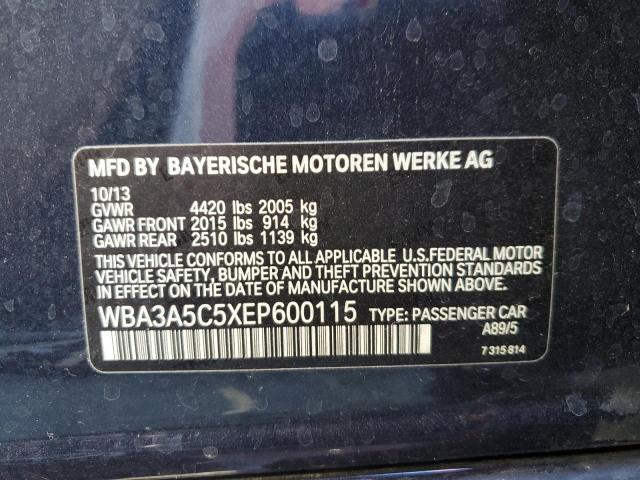 MFD BY BAYERISCHE MOTOREN WERKE AG
10/13
GVWR 4420 lbs 2005 kg
GAWR FRONT 2015 lbs 914 kg
GAWR REAR 2510 lbs 1139 kg
THIS VEHICLE CONFORMS TO ALL APPLICABLE U.S.FEDERAL MOTOR
VEHICLE SAFETY, BUMPER AND THEFT PREVENTION STANDARDS
IN EFFECT ON THE DATE OF MANUFACTURE SHOWN ABOVE.
WBA3A5C5XEP600115 TYPE: PASSENGER CAR
A89/5
7 315 814